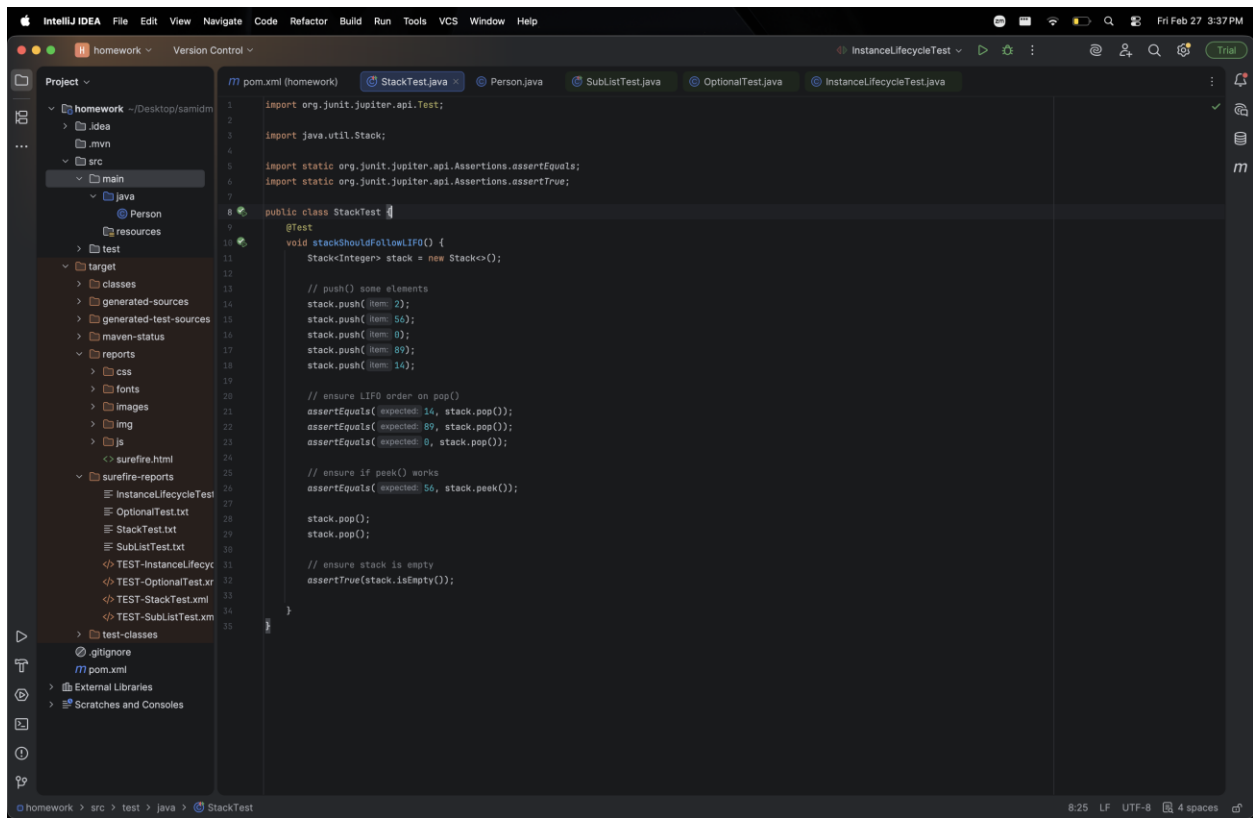 IntelliJ IDEA File Edit View Navigate Code Refactor Build Run Tools VCS Window Help
zm Fri Feb 27 3:37 PM
H homework Version Control InstanceLifecycleTest Trial
Project
m pom.xml (homework) StackTest.java Person.java SubListTest.java OptionalTest.java InstanceLifecycleTest.java
homework ~/Desktop/samidm
.idea
.mvn
src
main
java
Person
resources
test
target
classes
generated-sources
generated-test-sources
maven-status
reports
css
fonts
images
img
js
surefire.html
surefire-reports
InstanceLifecycleTest
OptionalTest.txt
StackTest.txt
SubListTest.txt
TEST-InstanceLifecyc
TEST-OptionalTest.xr
TEST-StackTest.xml
TEST-SubListTest.xm
test-classes
.gitignore
m pom.xml
External Libraries
Scratches and Consoles
1 import org.junit.jupiter.api.Test;
2
3 import java.util.Stack;
4
5 import static org.junit.jupiter.api.Assertions.assertEquals;
6 import static org.junit.jupiter.api.Assertions.assertTrue;
7
8 public class StackTest {
9 @Test
10 void stackShouldFollowLIFO() {
11 Stack<Integer> stack = new Stack<>();
12
13 // push() some elements
14 stack.push( item: 2);
15 stack.push( item: 56);
16 stack.push( item: 0);
17 stack.push( item: 89);
18 stack.push( item: 14);
19
20 // ensure LIFO order on pop()
21 assertEquals( expected: 14, stack.pop());
22 assertEquals( expected: 89, stack.pop());
23 assertEquals( expected: 0, stack.pop());
24
25 // ensure if peek() works
26 assertEquals( expected: 56, stack.peek());
27
28 stack.pop();
29 stack.pop();
30
31 // ensure stack is empty
32 assertTrue(stack.isEmpty());
33
34 }
35 }
homework > src > test > java > StackTest
8:25 LF UTF-8 4 spaces